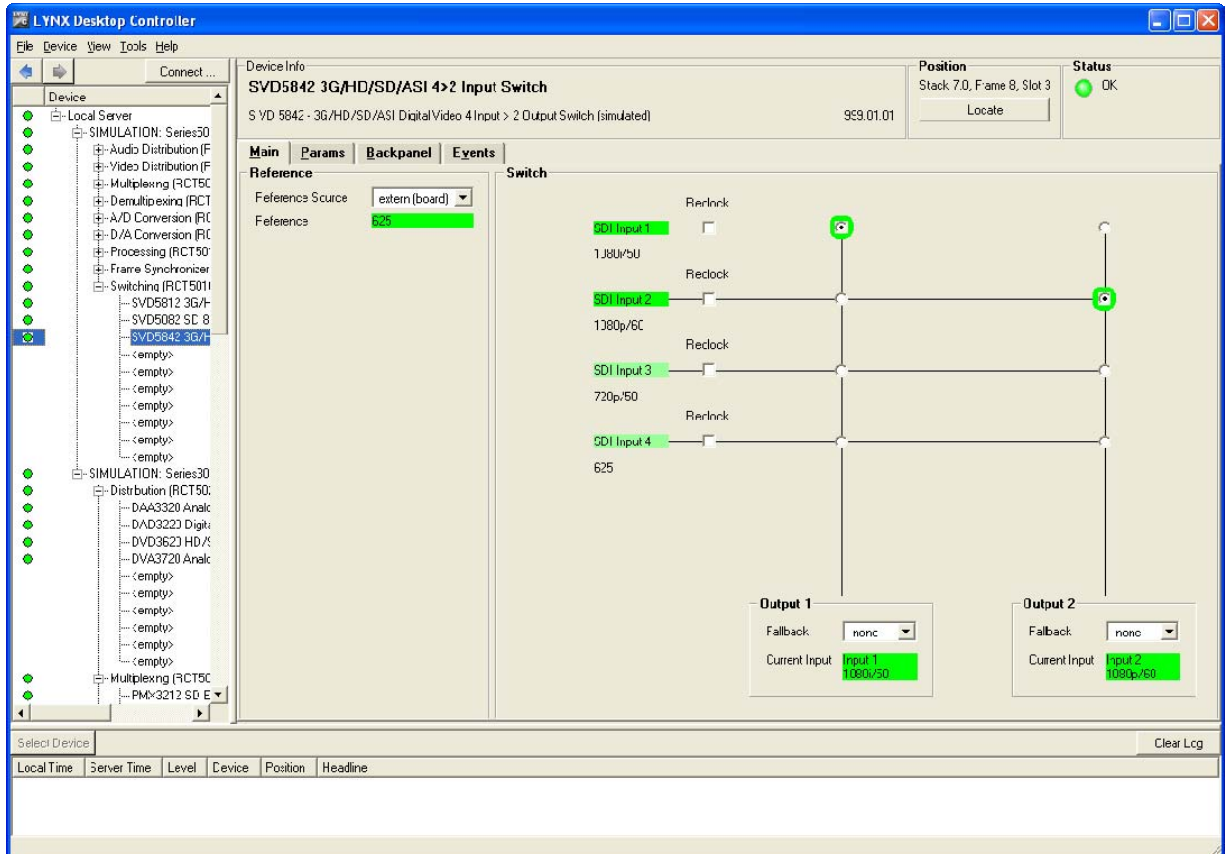 LYNX Desktop Controller
File Device View Tools Help
Connect ...
Device
Local Server
SIMULATION: Series50
Audio Distribution (F
Video Distribution (F
Multiplexing (RCT50
Demultiplexing (RCT
A/D Conversion (RC
D/A Conversion (RC
Processing (RCT50
Frame Synchronizer
Switching (RCT501
SVD5812 3G/H
SVD5082 SD 8
SVD5842 3G/H
<empty>
<empty>
<empty>
<empty>
<empty>
<empty>
<empty>
SIMULATION: Series30
Distribution (RCT50
DAA3320 Analo
DAD3220 Digita
DVD3620 HD/S
DVA3720 Analo
<empty>
<empty>
<empty>
<empty>
<empty>
<empty>
Multiplexing (RCT50
PMX3212 SD E
Device Info
SVD5842 3G/HD/SD/ASI 4>2 Input Switch
SVD 5842 - 3G/HD/SD/ASI Digital Video 4 Input > 2 Output Switch (simulated)
959.01.01
Position
Stack 7.0, Frame 8, Slot 3
Locate
Status
OK
Main Params Backpanel Events
Reference
Reference Source extern (board)
Reference 625
Switch
Reclock
SDI Input 1
1080i/50
Reclock
SDI Input 2
1080p/60
Reclock
SDI Input 3
720p/50
Reclock
SDI Input 4
625
Output 1
Fallback none
Current Input Input 1
1080i/50
Output 2
Fallback none
Current Input Input 2
1080p/60
Select Device
Clear Log
Local Time Server Time Level Device Position Headline